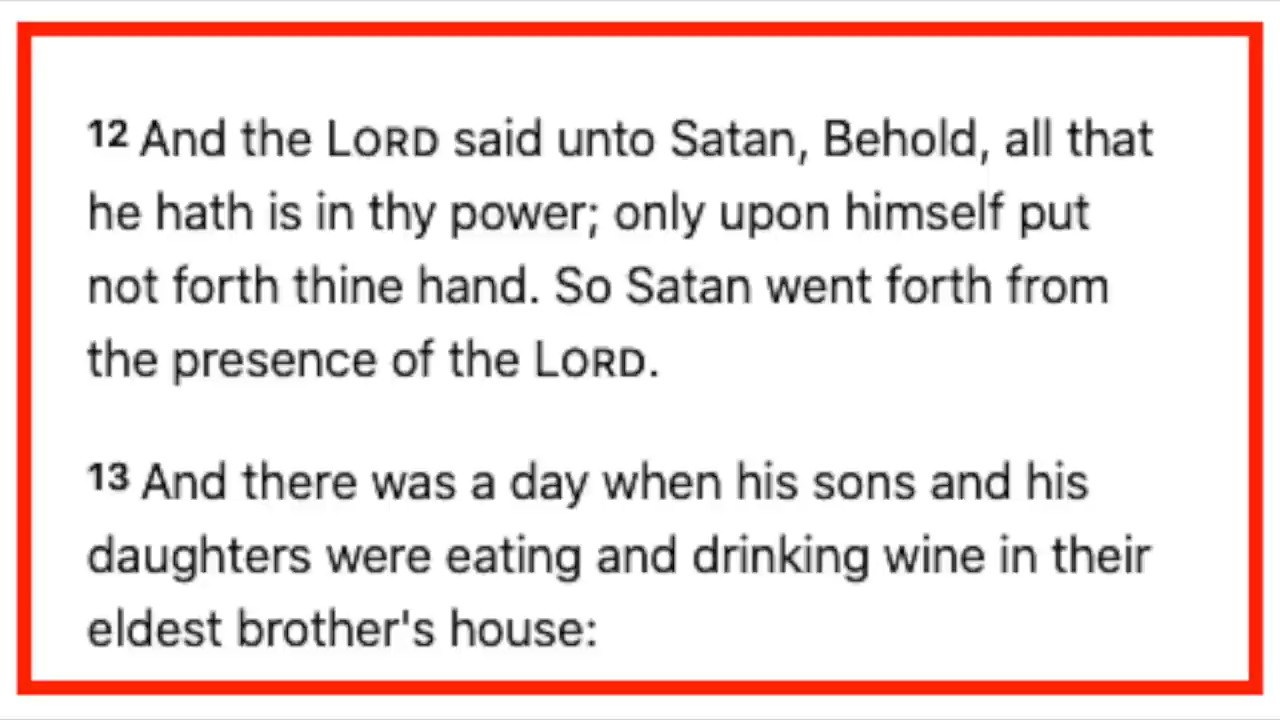 12 And the LORD said unto Satan, Behold, all that
he hath is in thy power; only upon himself put
not forth thine hand. So Satan went forth from
the presence of the LORD.
13 And there was a day when his sons and his
daughters were eating and drinking wine in their
eldest brother's house: